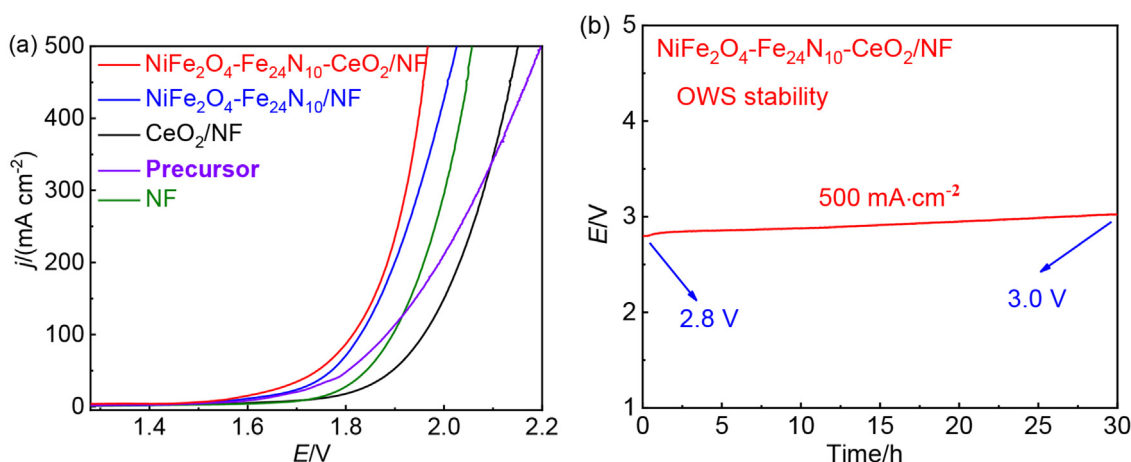 (a)
500
400
300
200
100
0
j/(mA cm⁻²)
NiFe₂O₄-Fe₂₄N₁₀-CeO₂/NF
NiFe₂O₄-Fe₂₄N₁₀/NF
CeO₂/NF
Precursor
NF
1.4 1.6 1.8 2.0 2.2
E/V
(b)
5
4
3
2
1
E/V
NiFe₂O₄-Fe₂₄N₁₀-CeO₂/NF
OWS stability
500 mA·cm⁻²
2.8 V
3.0 V
0 5 10 15 20 25 30
Time/h